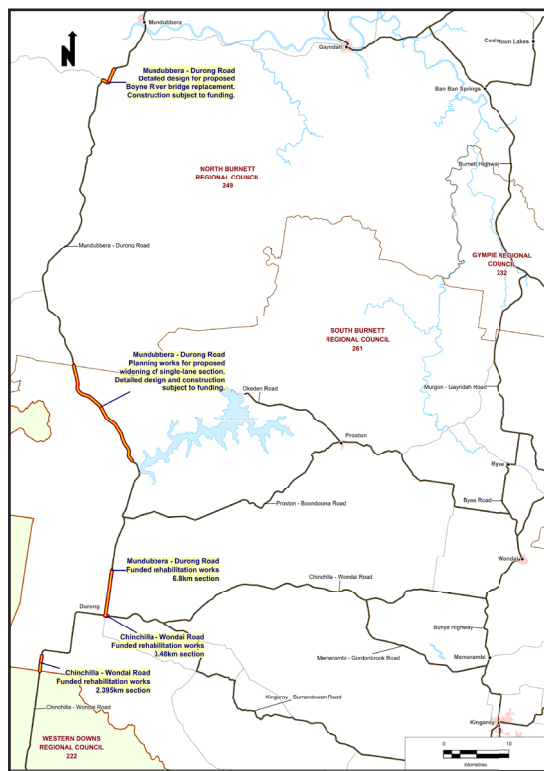 Mundubbera
Gayndah
Coalstoun Lakes
N
Mundubbera - Durong Road
Detailed design for proposed
Boyne River bridge replacement.
Construction subject to funding.
Ban Ban Springs
Burnett Highway
NORTH BURNETT
REGIONAL COUNCIL
249
GYMPIE REGIONAL
COUNCIL
232
Mundubbera - Durong Road
SOUTH BURNETT
REGIONAL COUNCIL
261
Mundubbera - Durong Road
Planning works for proposed
widening of single-lane section.
Detailed design and construction
subject to funding.
Okeden Road
Murgon - Gayndah Road
Proston
Byee
Byee Road
Proston - Boondooma Road
Wondai
Mundubbera - Durong Road
Funded rehabilitation works
6.8km section
Chinchilla - Wondai Road
Durong
Chinchilla - Wondai Road
Funded rehabilitation works
0.48km section
Bunya Highway
Memerambi - Gordonbrook Road
Memerambi
Chinchilla - Wondai Road
Funded rehabilitation works
2.395km section
Kingaroy - Burrandowan Road
Chinchilla - Wondai Road
Kingaroy
WESTERN DOWNS
REGIONAL COUNCIL
222
0 10
kilometres